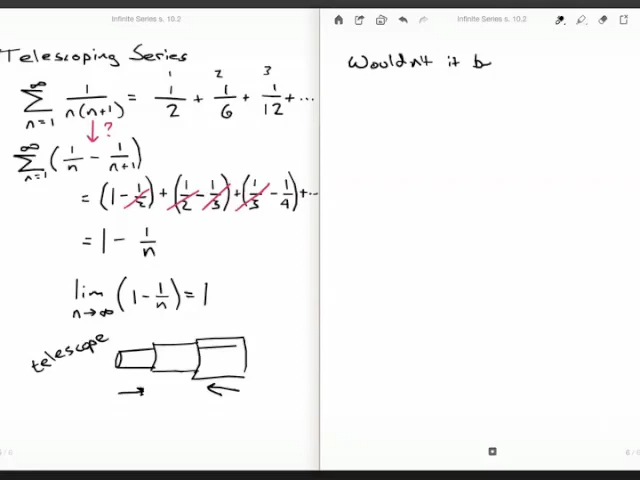 Infinite Series s. 10.2
Telescoping Series
1 2 3
∞ ∑ n=1 1/n(n+1) = 1/2 + 1/6 + 1/12 + ...
?
∞ ∑ n=1 (1/n - 1/n+1)
= (1 - 1/2) + (1/2 - 1/3) + (1/3 - 1/4) + ...
= 1 - 1/n
lim n→∞ (1 - 1/n) = 1
telescope
Infinite Series s. 10.2
Wouldn't it b